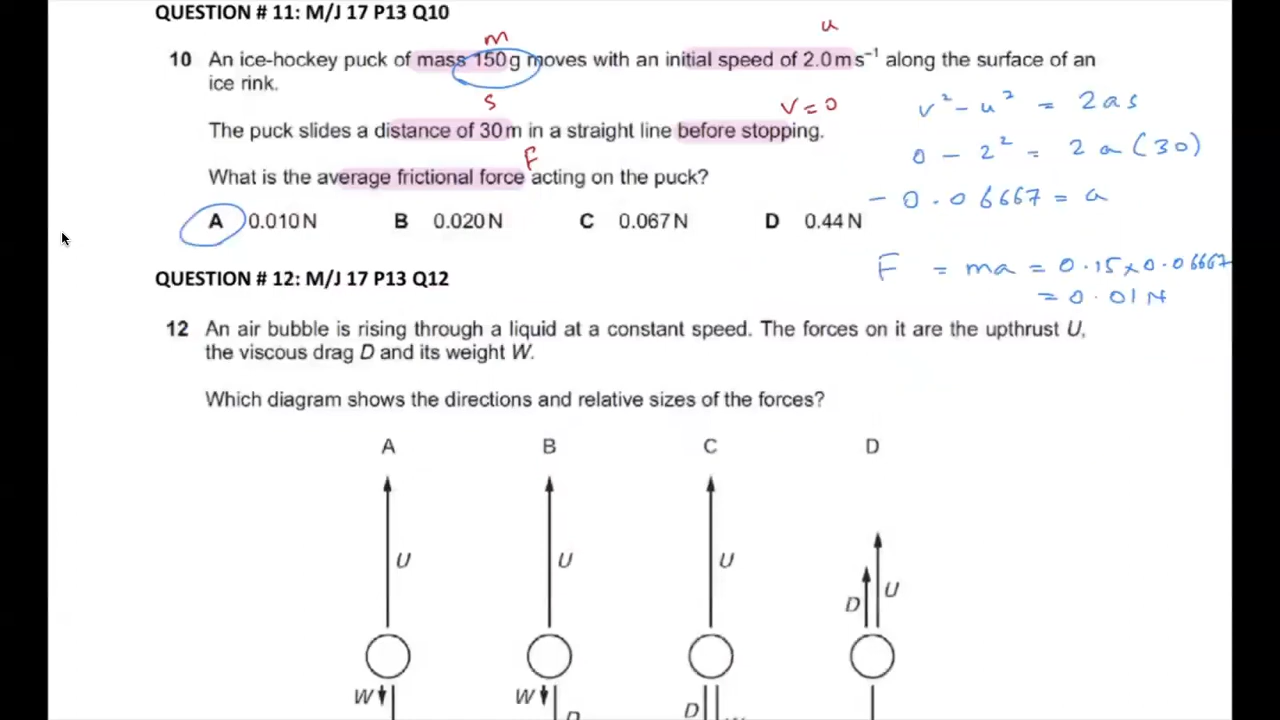 QUESTION # 11: M/J 17 P13 Q10
u
m
10 An ice-hockey puck of mass 150 g moves with an initial speed of 2.0 m s⁻¹ along the surface of an
ice rink.
s
v = 0
The puck slides a distance of 30 m in a straight line before stopping.
F
What is the average frictional force acting on the puck?
A 0.010 N B 0.020 N C 0.067 N D 0.44 N
v² - u² = 2as
0 - 2² = 2a(30)
- 0.06667 = a
F = ma = 0.15 x 0.06667
= 0.01 N
QUESTION # 12: M/J 17 P13 Q12
12 An air bubble is rising through a liquid at a constant speed. The forces on it are the upthrust U,
the viscous drag D and its weight W.
Which diagram shows the directions and relative sizes of the forces?
A B C D
U U U D U
W W D D